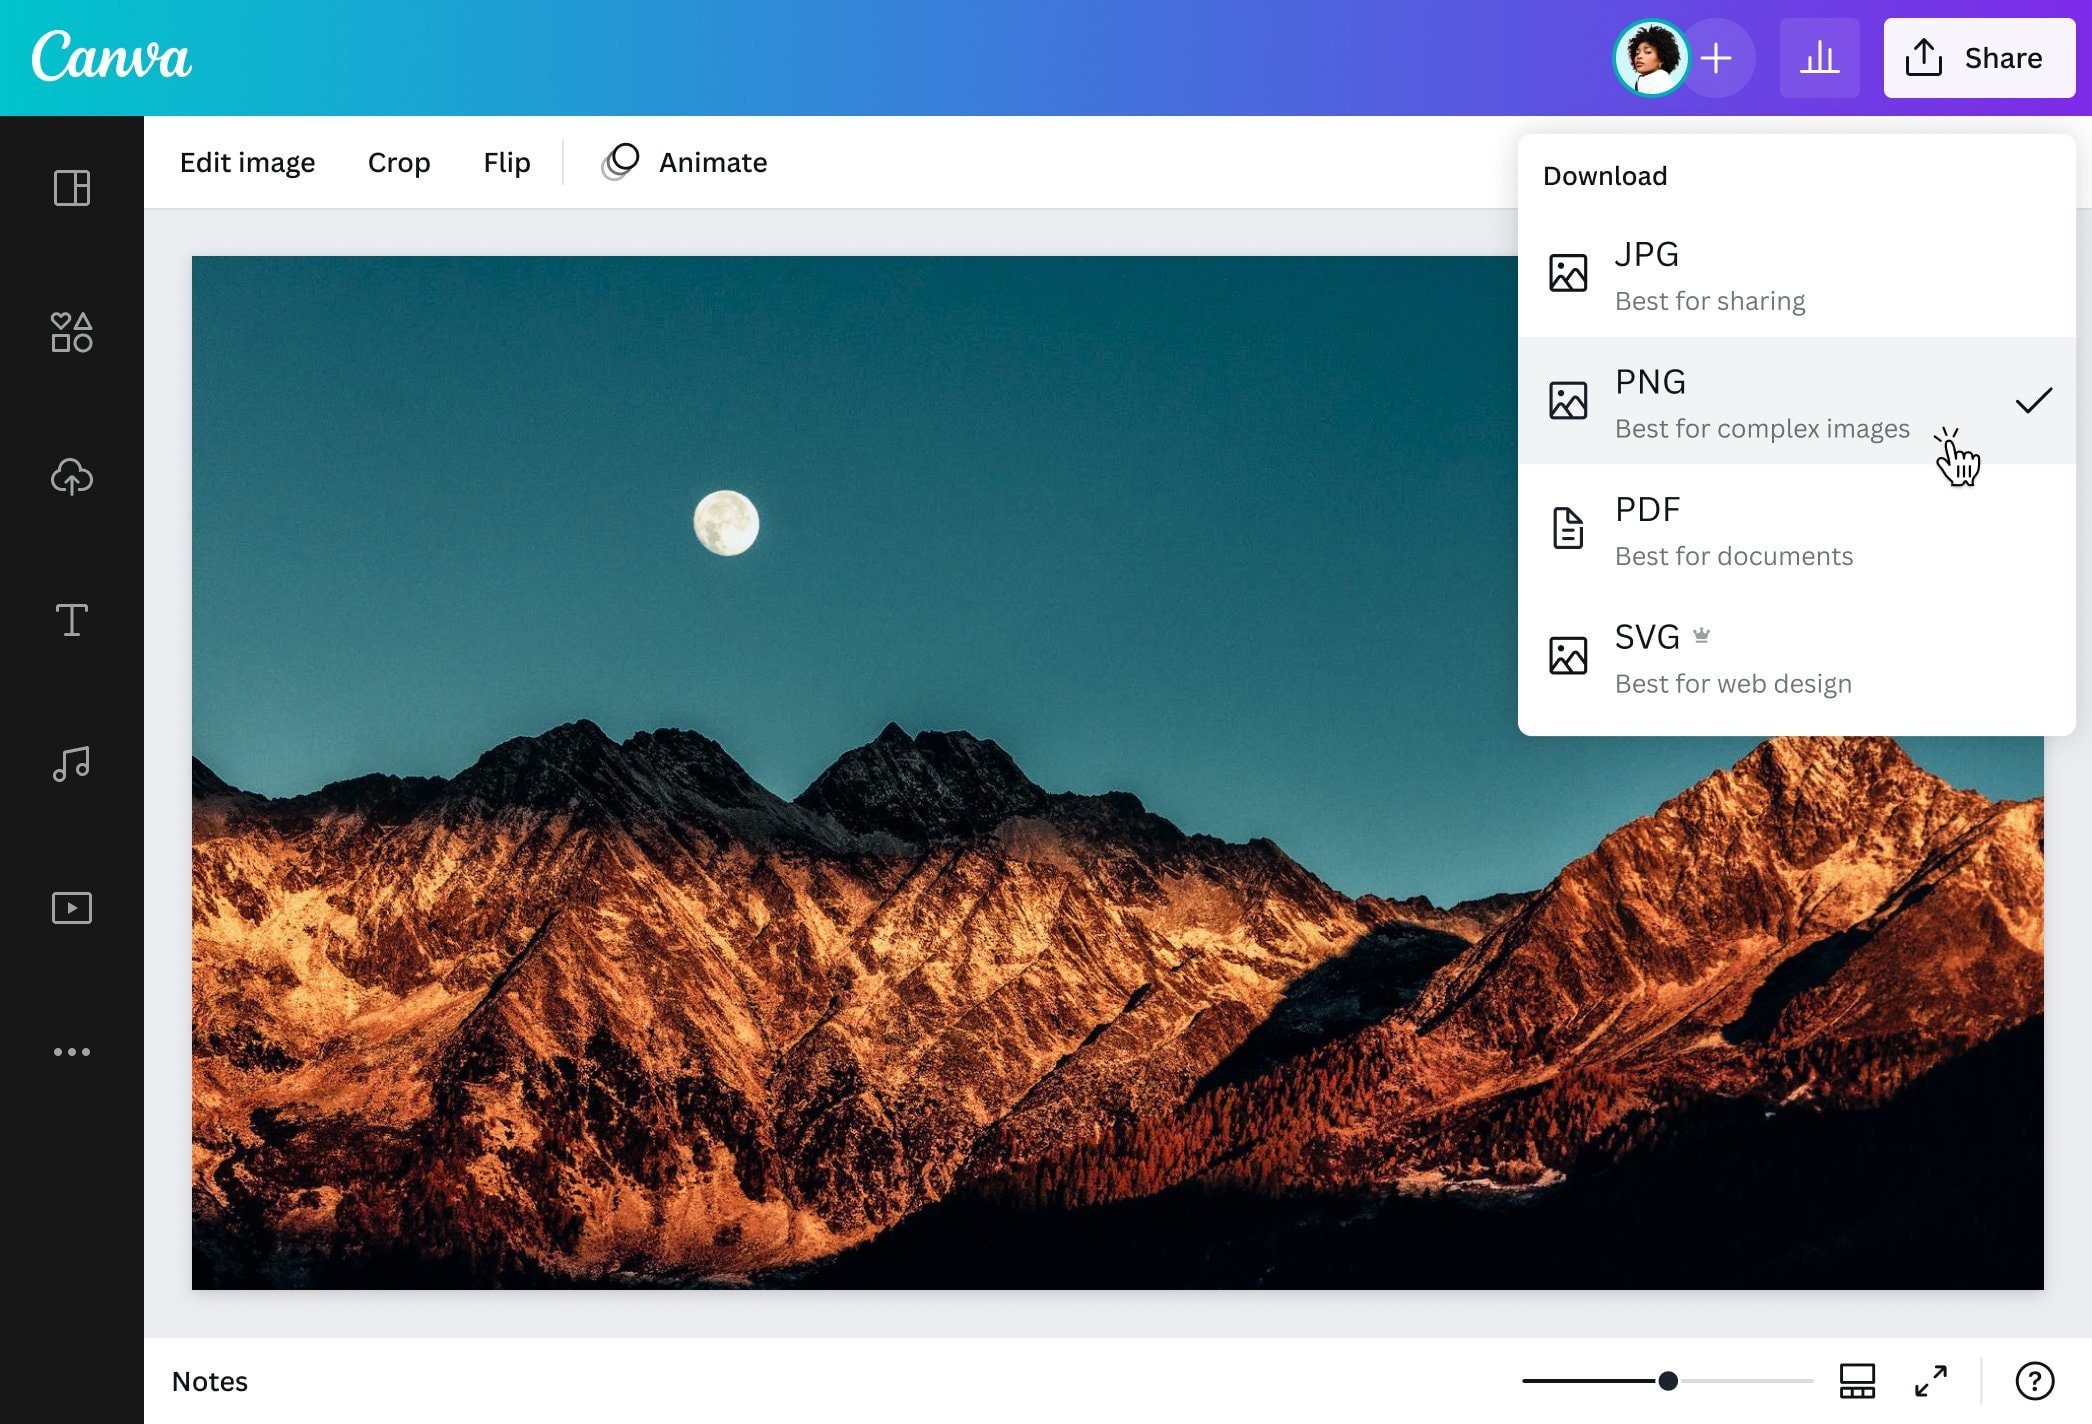 Canva
Share
Edit image
Crop
Flip
Animate
Download
JPG
Best for sharing
PNG
Best for complex images
PDF
Best for documents
SVG
Best for web design
Notes
?